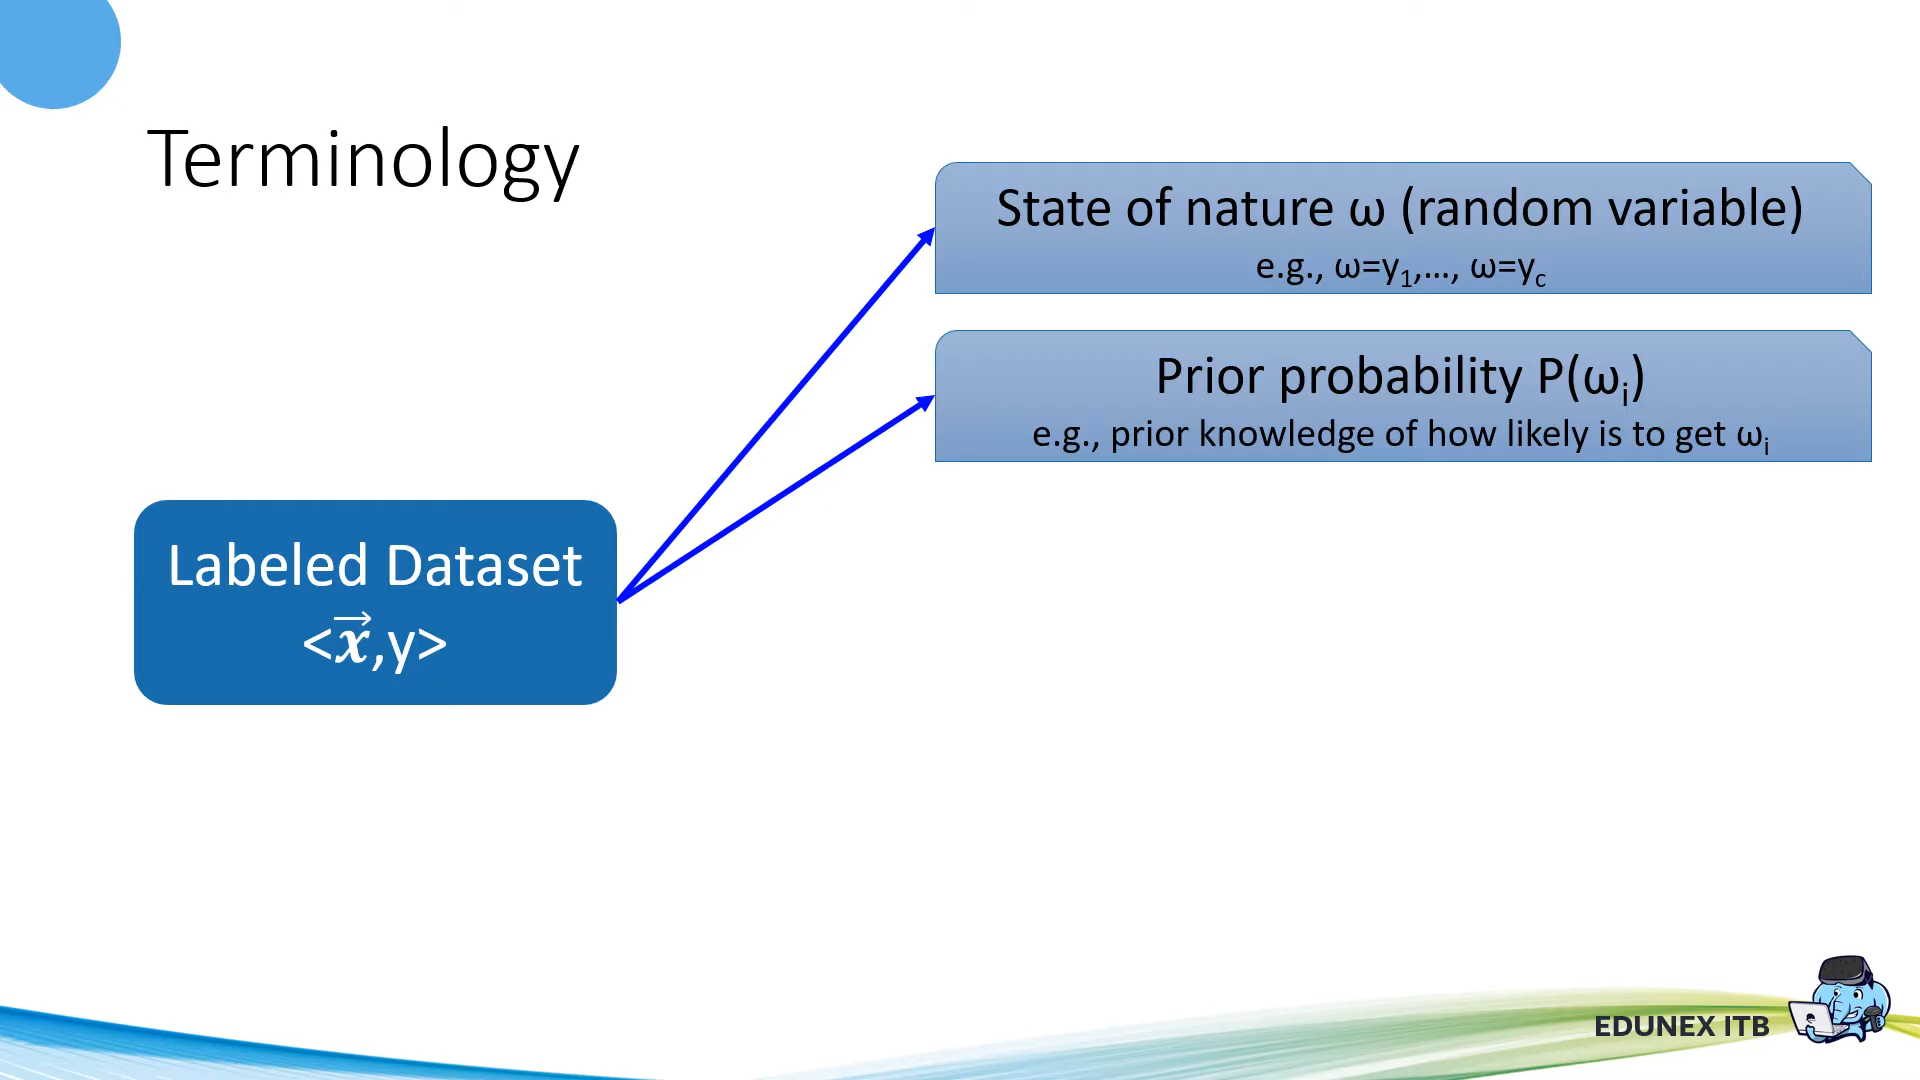 Terminology
State of nature ω (random variable)
e.g., ω=y₁,…, ω=y꜀
Prior probability P(ωᵢ)
e.g., prior knowledge of how likely is to get ωᵢ
Labeled Dataset
<x⃗,y>
EDUNEX ITB